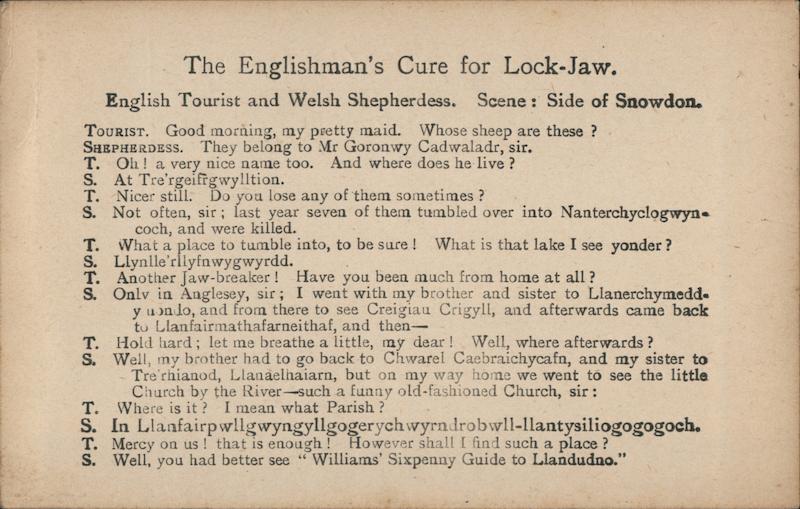 The Englishman's Cure for Lock-Jaw.
English Tourist and Welsh Shepherdess. Scene: Side of Snowdon.
TOURIST. Good morning, my pretty maid. Whose sheep are these ?
SHEPHERDESS. They belong to Mr Goronwy Cadwaladr, sir.
T. Oh ! a very nice name too. And where does he live ?
S. At Tre'rgeifrgwylltion.
T. Nicer still. Do you lose any of them sometimes ?
S. Not often, sir ; last year seven of them tumbled over into Nanterchyclogwyn-
coch, and were killed.
T. What a place to tumble into, to be sure ! What is that lake I see yonder ?
S. Llynlle'rllyfnwygwyrdd.
T. Another Jaw-breaker ! Have you been much from home at all ?
S. Only in Anglesey, sir ; I went with my brother and sister to Llanerchymedd-
y, and from there to see Creigiau Crigyll, and afterwards came back
to Llanfairmathafarneithaf, and then—
T. Hold hard ; let me breathe a little, my dear ! Well, where afterwards ?
S. Well, my brother had to go back to Chwarel Caebraichycafn, and my sister to
Tre'rhianod, Llanaelhaiarn, but on my way home we went to see the little
Church by the River—such a funny old-fashioned Church, sir :
T. Where is it ? I mean what Parish ?
S. In Llanfairpwllgwyngyllgogerychwyrndrobwll-llantysiliogogogoch.
T. Mercy on us ! that is enough ! However shall I find such a place ?
S. Well, you had better see " Williams' Sixpenny Guide to Llandudno."